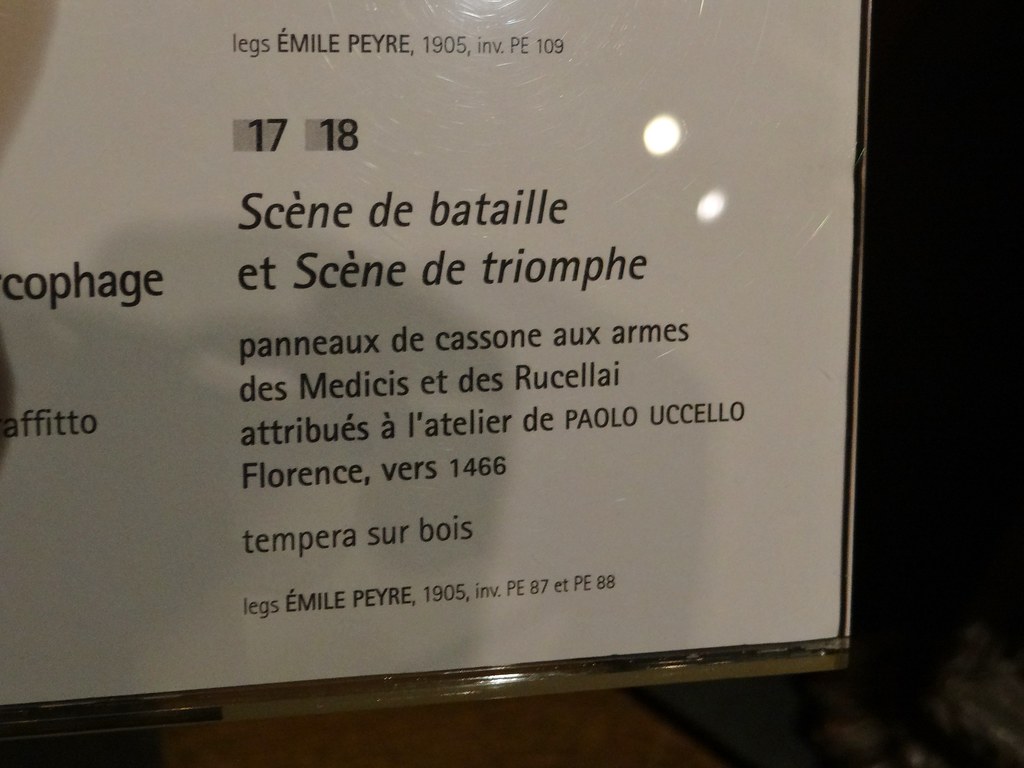 legs ÉMILE PEYRE, 1905, inv. PE 109
17 18
Scène de bataille
et Scène de triomphe
panneaux de cassone aux armes
des Medicis et des Rucellai
attribués à l'atelier de PAOLO UCCELLO
Florence, vers 1466
tempera sur bois
legs ÉMILE PEYRE, 1905, inv. PE 87 et PE 88
cophage
affitto